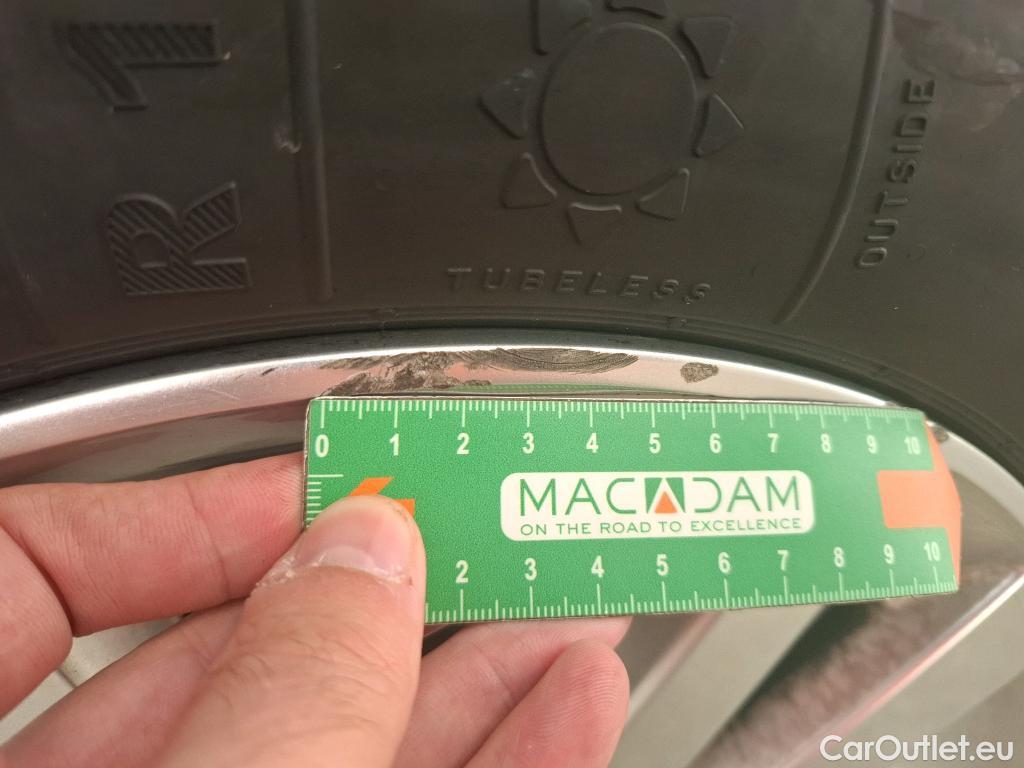 R 1
TUBELESS
OUTSIDE
0 1 2 3 4 5 6 7 8 9 10
MACADAM
ON THE ROAD TO EXCELLENCE
2 3 4 5 6 7 8 9 10
CarOutlet.eu